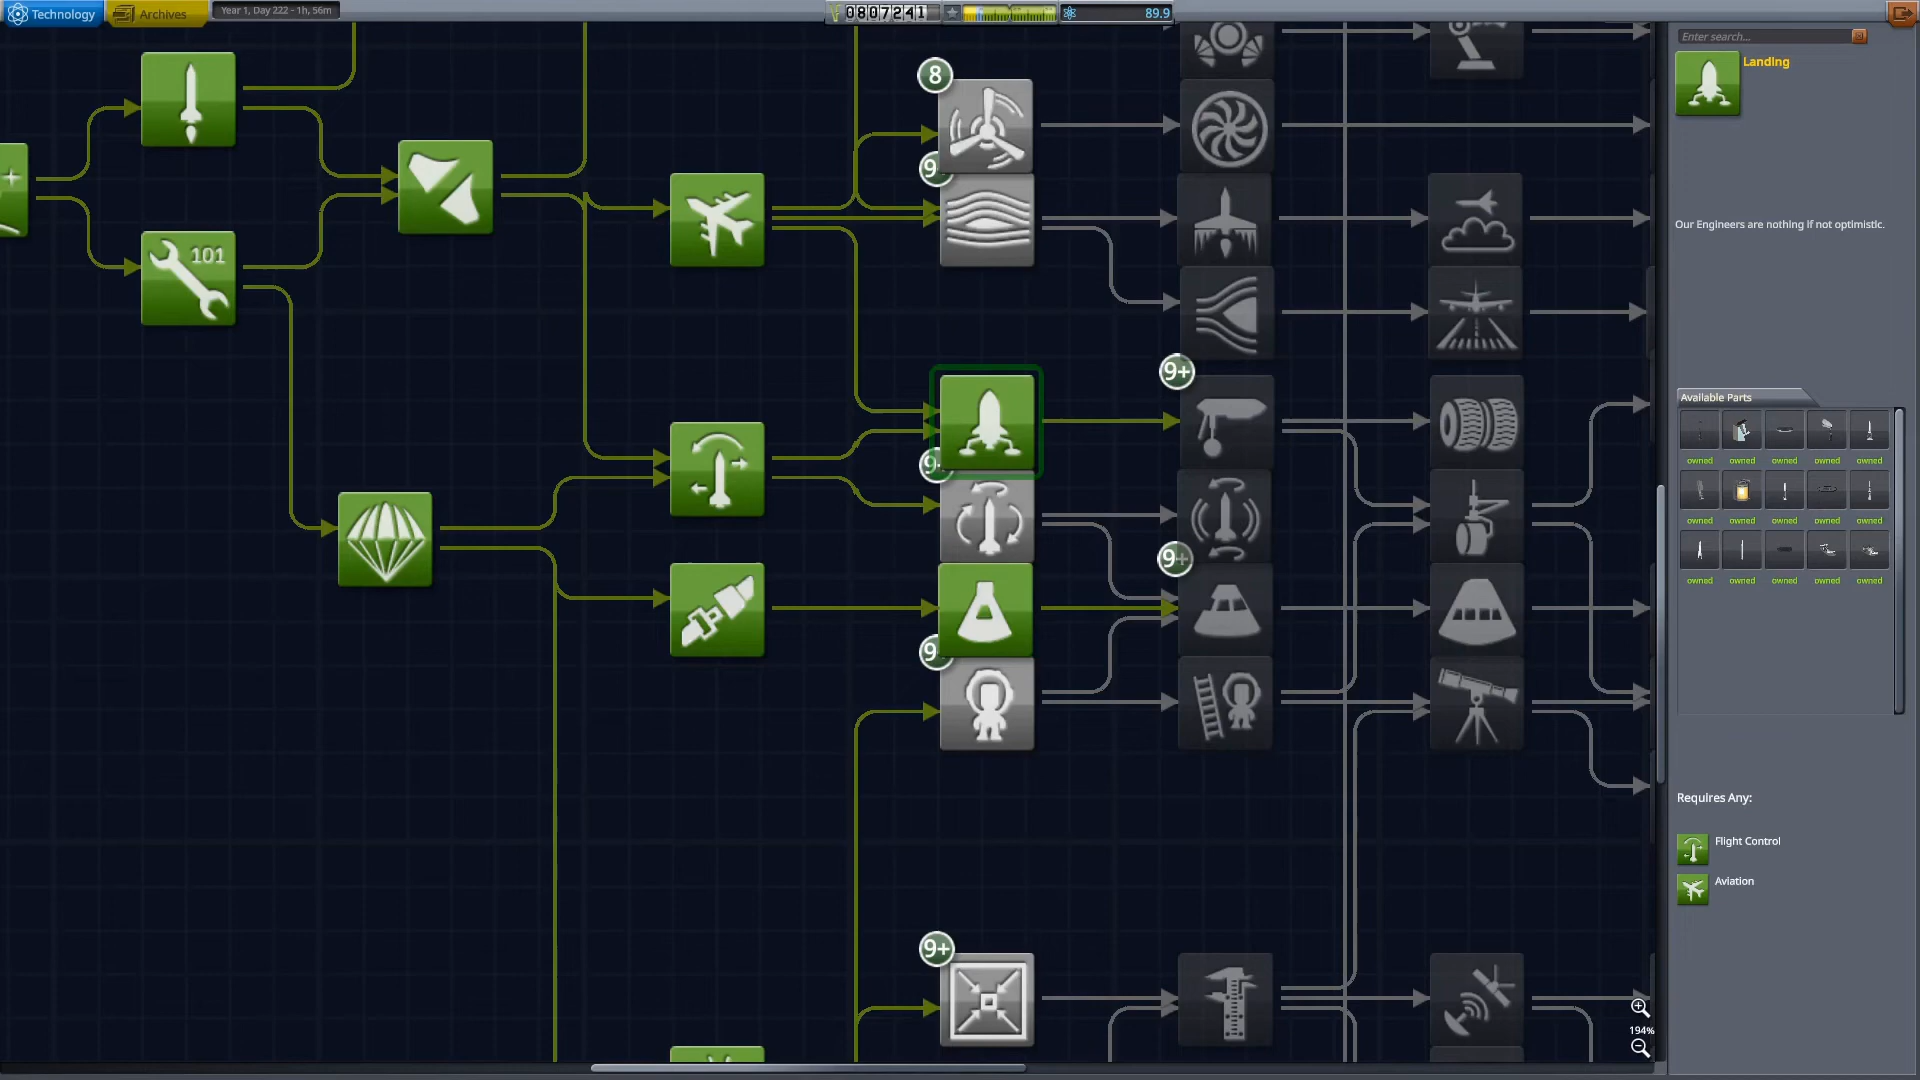 Technology
Archives
Year 1, Day 222 - 1h, 56m
0807241
89.9
Enter search...
Landing
8
9
101
Our Engineers are nothing if not optimistic.
9+
Available Parts
owned owned owned owned owned
9
owned owned owned owned owned
9+
owned owned owned owned owned
9
Requires Any:
Flight Control
Aviation
9+
194%